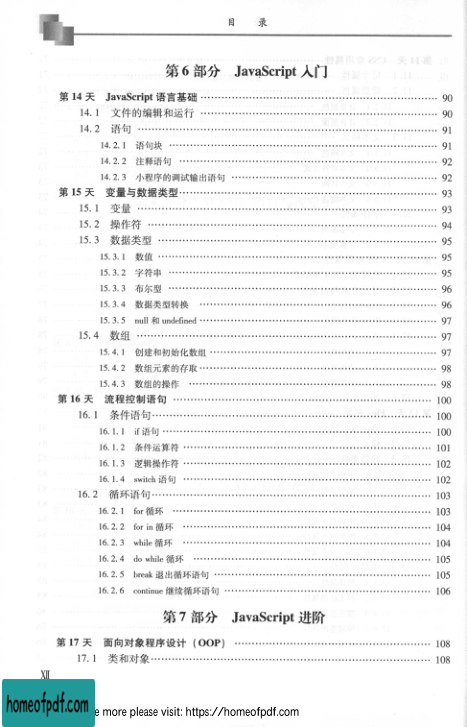 目 录
第 6 部分 JavaScript 入门
第 14 天 JavaScript 语言基础 …… 90
14. 1 文件的编辑和运行 …… 90
14. 2 语句 …… 91
14. 2. 1 语句块 …… 91
14. 2. 2 注释语句 …… 92
14. 2. 3 小程序的调试输出语句 …… 92
第 15 天 变量与数据类型 …… 93
15. 1 变量 …… 93
15. 2 操作符 …… 94
15. 3 数据类型 …… 95
15. 3. 1 数值 …… 95
15. 3. 2 字符串 …… 95
15. 3. 3 布尔型 …… 96
15. 3. 4 数据类型转换 …… 96
15. 3. 5 null 和 undefined …… 97
15. 4 数组 …… 97
15. 4. 1 创建和初始化数组 …… 97
15. 4. 2 数组元素的存取 …… 98
15. 4. 3 数组的操作 …… 98
第 16 天 流程控制语句 …… 100
16. 1 条件语句 …… 100
16. 1. 1 if 语句 …… 100
16. 1. 2 条件运算符 …… 101
16. 1. 3 逻辑操作符 …… 102
16. 1. 4 switch 语句 …… 102
16. 2 循环语句 …… 103
16. 2. 1 for 循环 …… 103
16. 2. 2 for in 循环 …… 104
16. 2. 3 while 循环 …… 104
16. 2. 4 do while 循环 …… 105
16. 2. 5 break 退出循环语句 …… 105
16. 2. 6 continue 继续循环语句 …… 106
第 7 部分 JavaScript 进阶
第 17 天 面向对象程序设计（OOP） …… 108
17. 1 类和对象 …… 108
XII
homeofpdf.com
e more please visit: https://homeofpdf.com